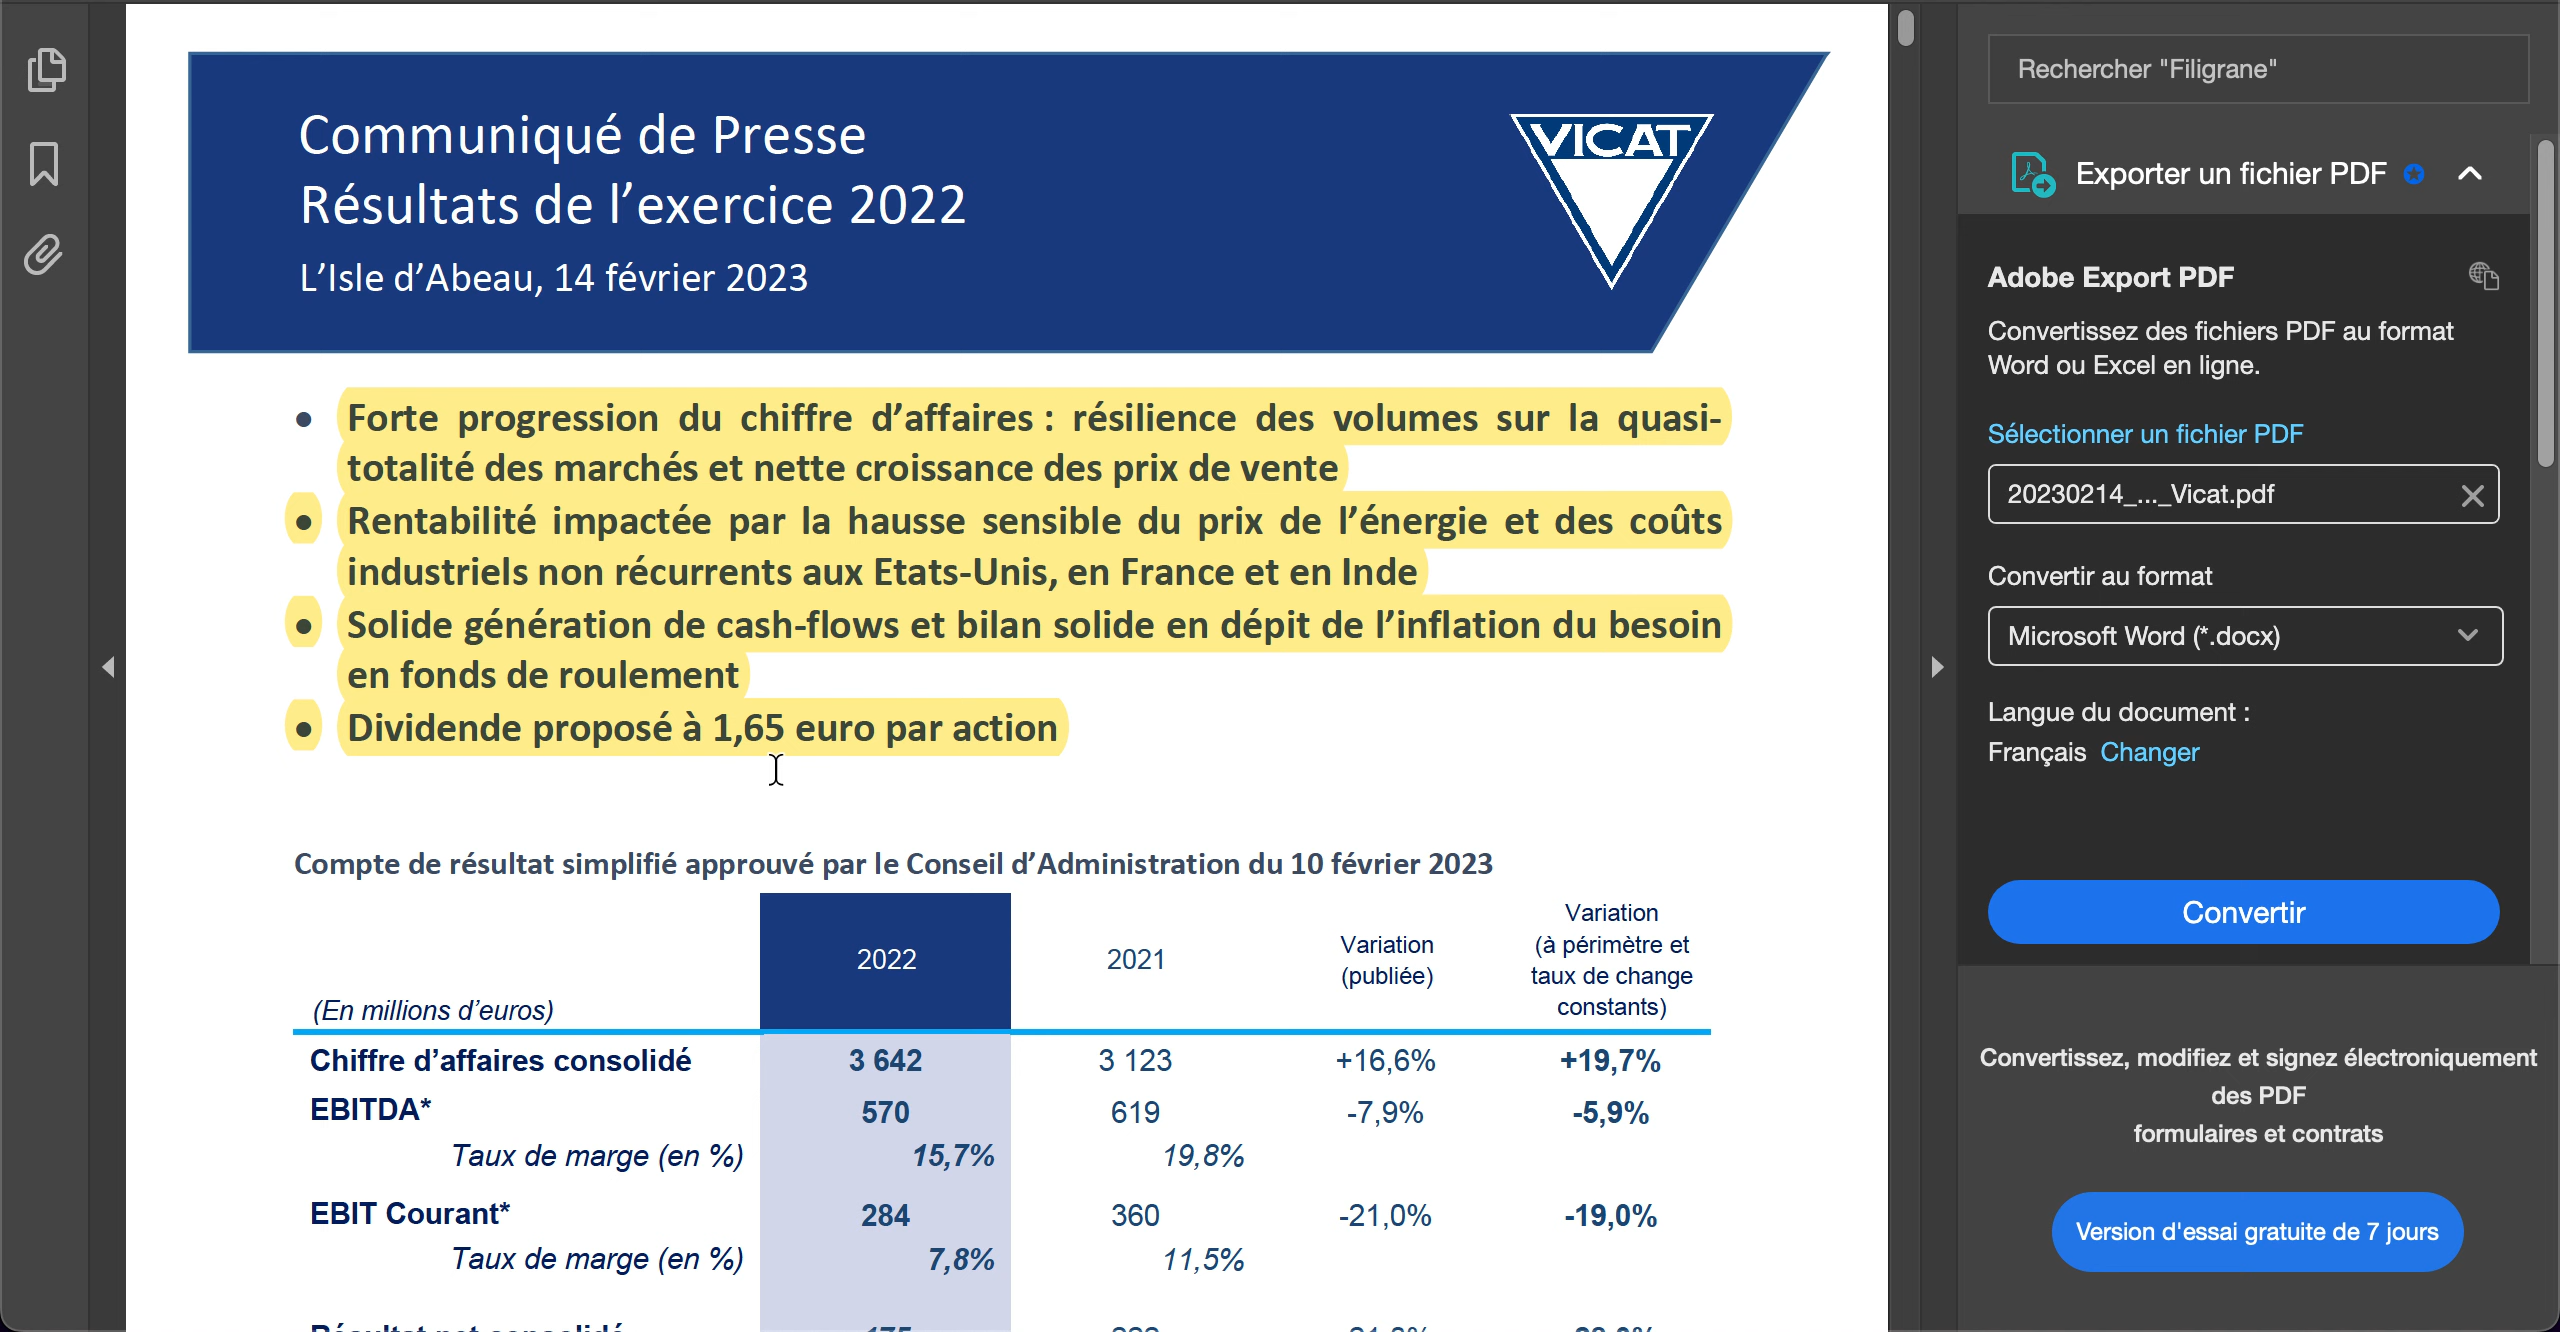 Communiqué de Presse
Résultats de l’exercice 2022
L’Isle d’Abeau, 14 février 2023
VICAT
• Forte progression du chiffre d’affaires : résilience des volumes sur la quasi-
totalité des marchés et nette croissance des prix de vente
• Rentabilité impactée par la hausse sensible du prix de l’énergie et des coûts
industriels non récurrents aux Etats-Unis, en France et en Inde
• Solide génération de cash-flows et bilan solide en dépit de l’inflation du besoin
en fonds de roulement
• Dividende proposé à 1,65 euro par action
Compte de résultat simplifié approuvé par le Conseil d’Administration du 10 février 2023
(En millions d’euros) 2022 2021 Variation (publiée) Variation (à périmètre et taux de change constants)
Chiffre d’affaires consolidé 3 642 3 123 +16,6% +19,7%
EBITDA* 570 619 -7,9% -5,9%
Taux de marge (en %) 15,7% 19,8%
EBIT Courant* 284 360 -21,0% -19,0%
Taux de marge (en %) 7,8% 11,5%
Résultat net consolidé
Rechercher "Filigrane"
Exporter un fichier PDF
Adobe Export PDF
Convertissez des fichiers PDF au format
Word ou Excel en ligne.
Sélectionner un fichier PDF
20230214_..._Vicat.pdf
Convertir au format
Microsoft Word (*.docx)
Langue du document :
Français Changer
Convertir
Convertissez, modifiez et signez électroniquement
des PDF
formulaires et contrats
Version d'essai gratuite de 7 jours